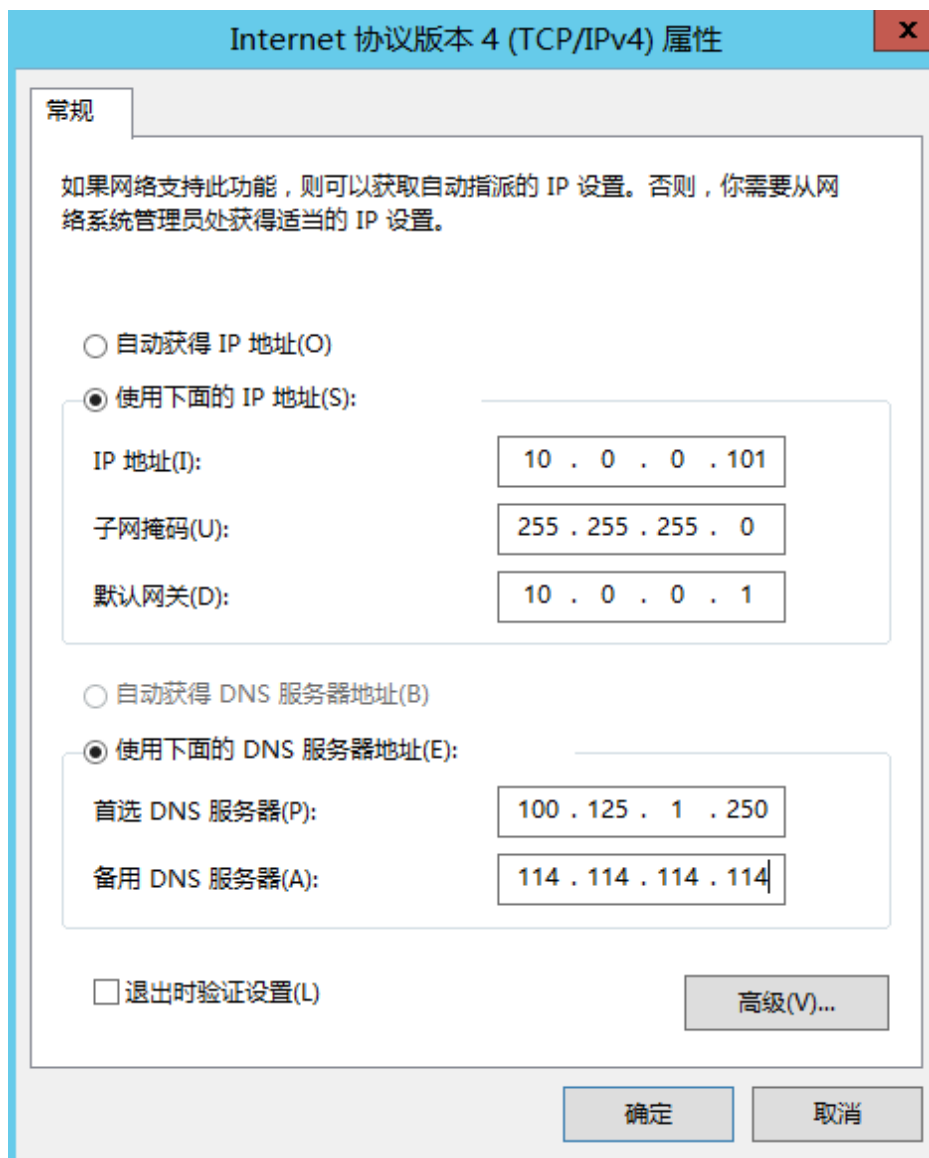 Internet 协议版本 4 (TCP/IPv4) 属性
x
常规
如果网络支持此功能，则可以获取自动指派的 IP 设置。否则，你需要从网
络系统管理员处获得适当的 IP 设置。
自动获得 IP 地址(O)
使用下面的 IP 地址(S):
IP 地址(I): 10 . 0 . 0 . 101
子网掩码(U): 255 . 255 . 255 . 0
默认网关(D): 10 . 0 . 0 . 1
自动获得 DNS 服务器地址(B)
使用下面的 DNS 服务器地址(E):
首选 DNS 服务器(P): 100 . 125 . 1 . 250
备用 DNS 服务器(A): 114 . 114 . 114 . 114
退出时验证设置(L)
高级(V)...
确定 取消